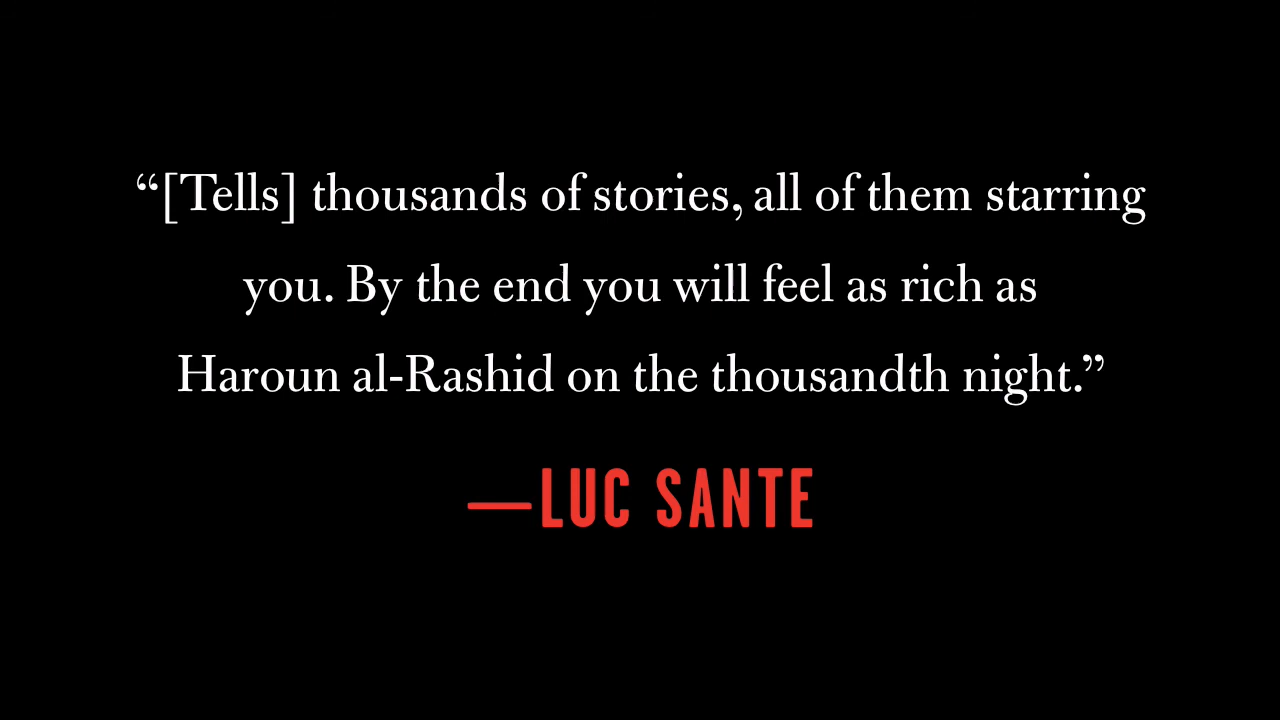 “[Tells] thousands of stories, all of them starring
you. By the end you will feel as rich as
Haroun al-Rashid on the thousandth night.”
—LUC SANTE